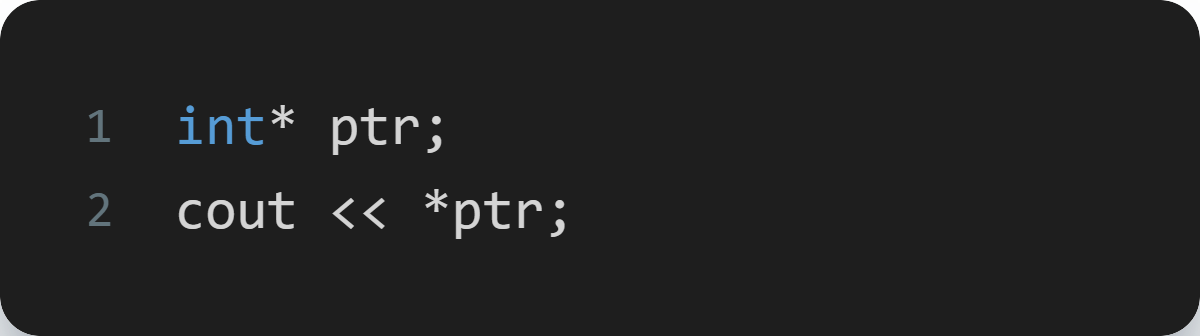 1 int* ptr;
2 cout << *ptr;